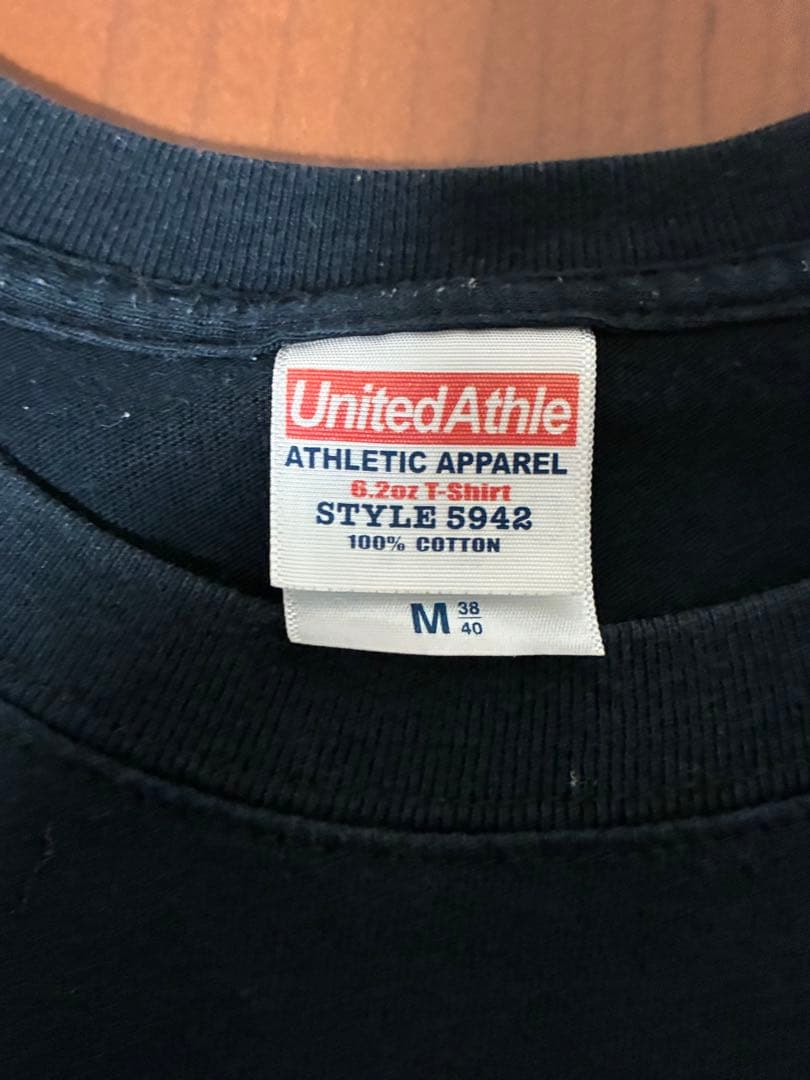 UnitedAthle
ATHLETIC APPAREL
6.2oz T-Shirt
STYLE 5942
100% COTTON
M 38/40